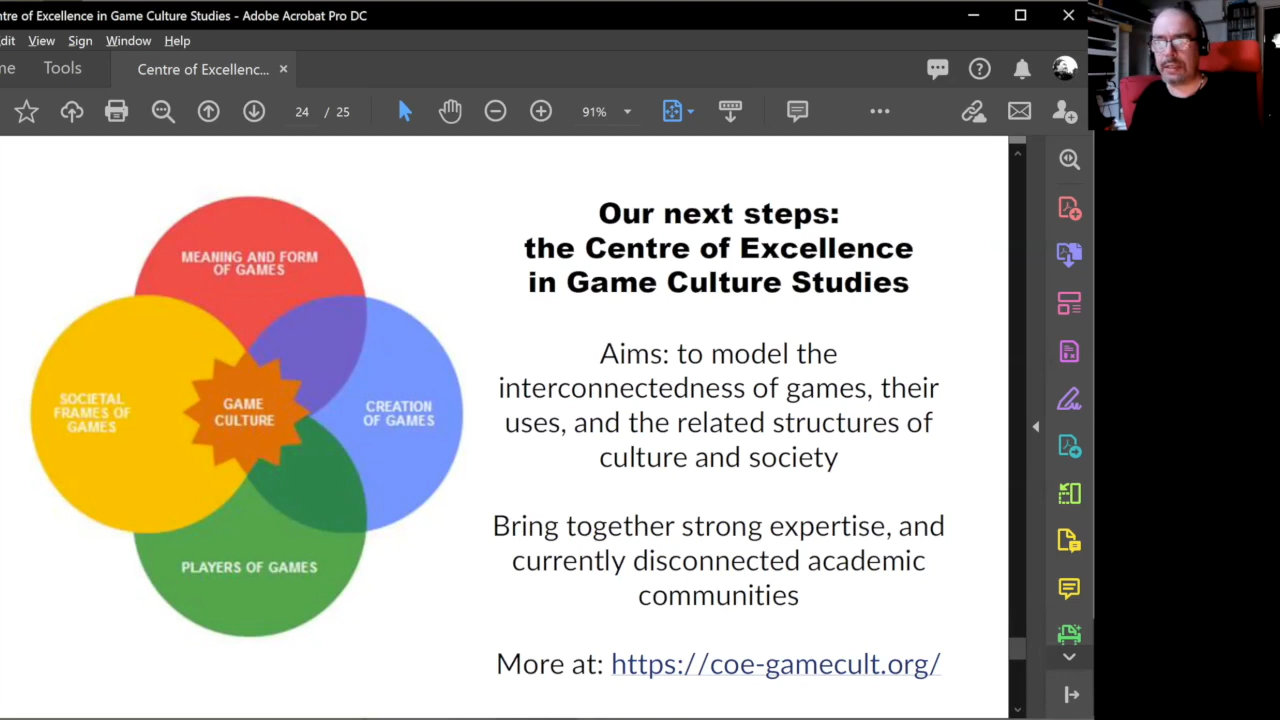 ntre of Excellence in Game Culture Studies - Adobe Acrobat Pro DC
dit View Sign Window Help
me Tools Centre of Excellenc... ×
24 / 25 91%
MEANING AND FORM
OF GAMES
SOCIETAL
FRAMES OF
GAMES
GAME
CULTURE
CREATION
OF GAMES
PLAYERS OF GAMES
Our next steps:
the Centre of Excellence
in Game Culture Studies
Aims: to model the
interconnectedness of games, their
uses, and the related structures of
culture and society
Bring together strong expertise, and
currently disconnected academic
communities
More at: https://coe-gamecult.org/